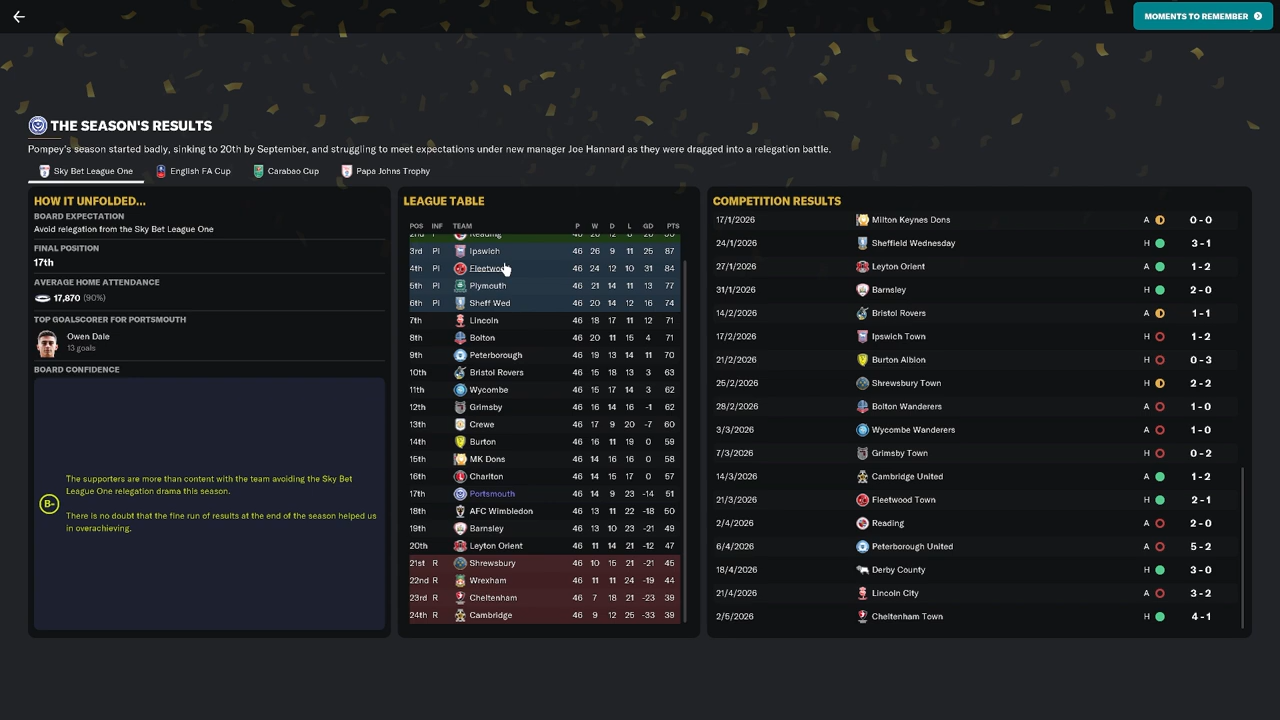 MOMENTS TO REMEMBER
THE SEASON'S RESULTS
Pompey's season started badly, sinking to 20th by September, and struggling to meet expectations under new manager Joe Hannard as they were dragged into a relegation battle.
Sky Bet League One English FA Cup Carabao Cup Papa Johns Trophy
HOW IT UNFOLDED...
BOARD EXPECTATION
Avoid relegation from the Sky Bet League One
FINAL POSITION
17th
AVERAGE HOME ATTENDANCE
17,870 (90%)
TOP GOALSCORER FOR PORTSMOUTH
Owen Dale
13 goals
BOARD CONFIDENCE
B-
The supporters are more than content with the team avoiding the Sky Bet
League One relegation drama this season.
There is no doubt that the fine run of results at the end of the season helped us
in overachieving.
LEAGUE TABLE
POS INF TEAM P W D L GD PTS
Reading
3rd Pl Ipswich 46 26 9 11 25 87
4th Pl Fleetwood 46 24 12 10 31 84
5th Pl Plymouth 46 21 14 11 13 77
6th Pl Sheff Wed 46 20 14 12 16 74
7th Lincoln 46 18 17 11 12 71
8th Bolton 46 20 11 15 4 71
9th Peterborough 46 19 13 14 11 70
10th Bristol Rovers 46 15 18 13 3 63
11th Wycombe 46 15 17 14 3 62
12th Grimsby 46 16 14 16 -1 62
13th Crewe 46 17 9 20 -7 60
14th Burton 46 16 11 19 0 59
15th MK Dons 46 14 16 16 0 58
16th Charlton 46 14 15 17 0 57
17th Portsmouth 46 14 9 23 -14 51
18th AFC Wimbledon 46 13 11 22 -18 50
19th Barnsley 46 13 10 23 -21 49
20th Leyton Orient 46 11 14 21 -12 47
21st R Shrewsbury 46 10 15 21 -21 45
22nd R Wrexham 46 11 11 24 -19 44
23rd R Cheltenham 46 7 18 21 -23 39
24th R Cambridge 46 9 12 25 -33 39
COMPETITION RESULTS
17/1/2026 Milton Keynes Dons A 0 - 0
24/1/2026 Sheffield Wednesday H 3 - 1
27/1/2026 Leyton Orient A 1 - 2
31/1/2026 Barnsley H 2 - 0
14/2/2026 Bristol Rovers A 1 - 1
17/2/2026 Ipswich Town H 1 - 2
21/2/2026 Burton Albion H 0 - 3
25/2/2026 Shrewsbury Town H 2 - 2
28/2/2026 Bolton Wanderers A 1 - 0
3/3/2026 Wycombe Wanderers A 1 - 0
7/3/2026 Grimsby Town H 0 - 2
14/3/2026 Cambridge United A 1 - 2
21/3/2026 Fleetwood Town H 2 - 1
2/4/2026 Reading A 2 - 0
6/4/2026 Peterborough United A 5 - 2
18/4/2026 Derby County H 3 - 0
21/4/2026 Lincoln City A 3 - 2
2/5/2026 Cheltenham Town H 4 - 1